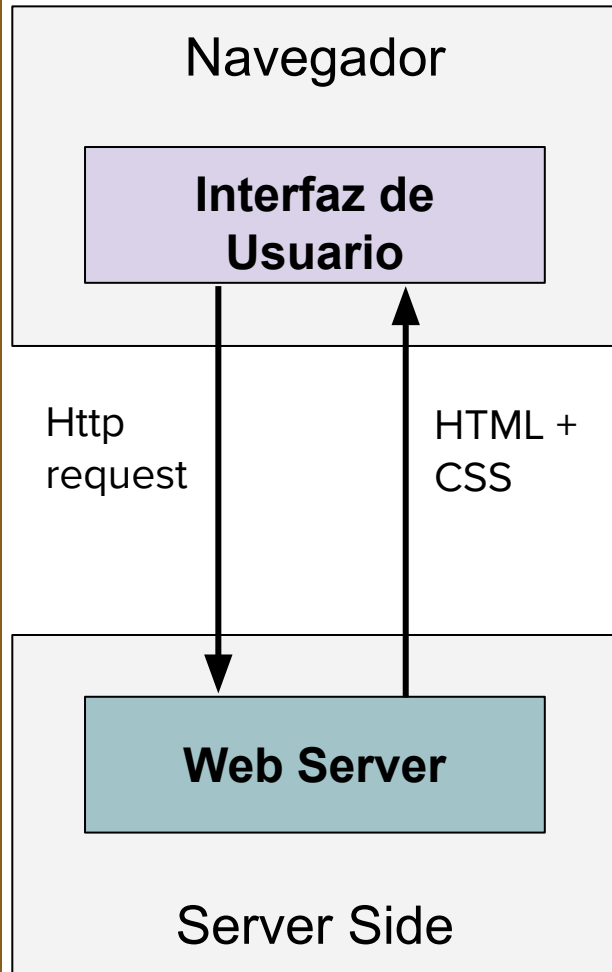 Navegador
Interfaz de
Usuario
Http
request
HTML +
CSS
Web Server
Server Side